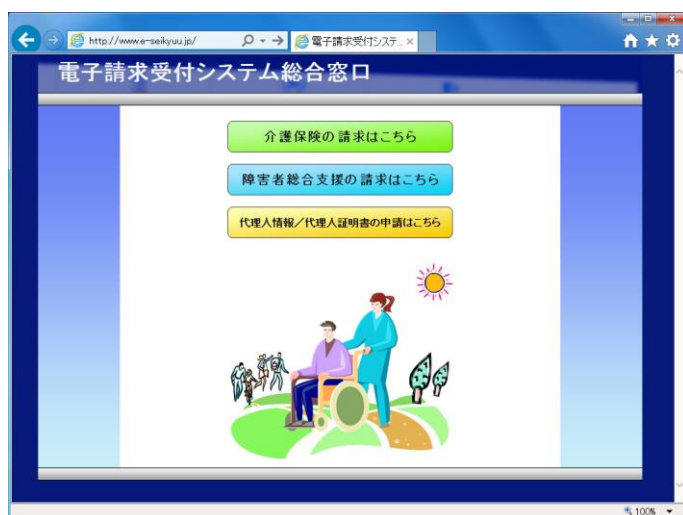 http://www.e-seikyuu.jp/
電子請求受付システ...
電子請求受付システム総合窓口
介護保険の請求はこちら
障害者総合支援の請求はこちら
代理人情報／代理人証明書の申請はこちら
100%